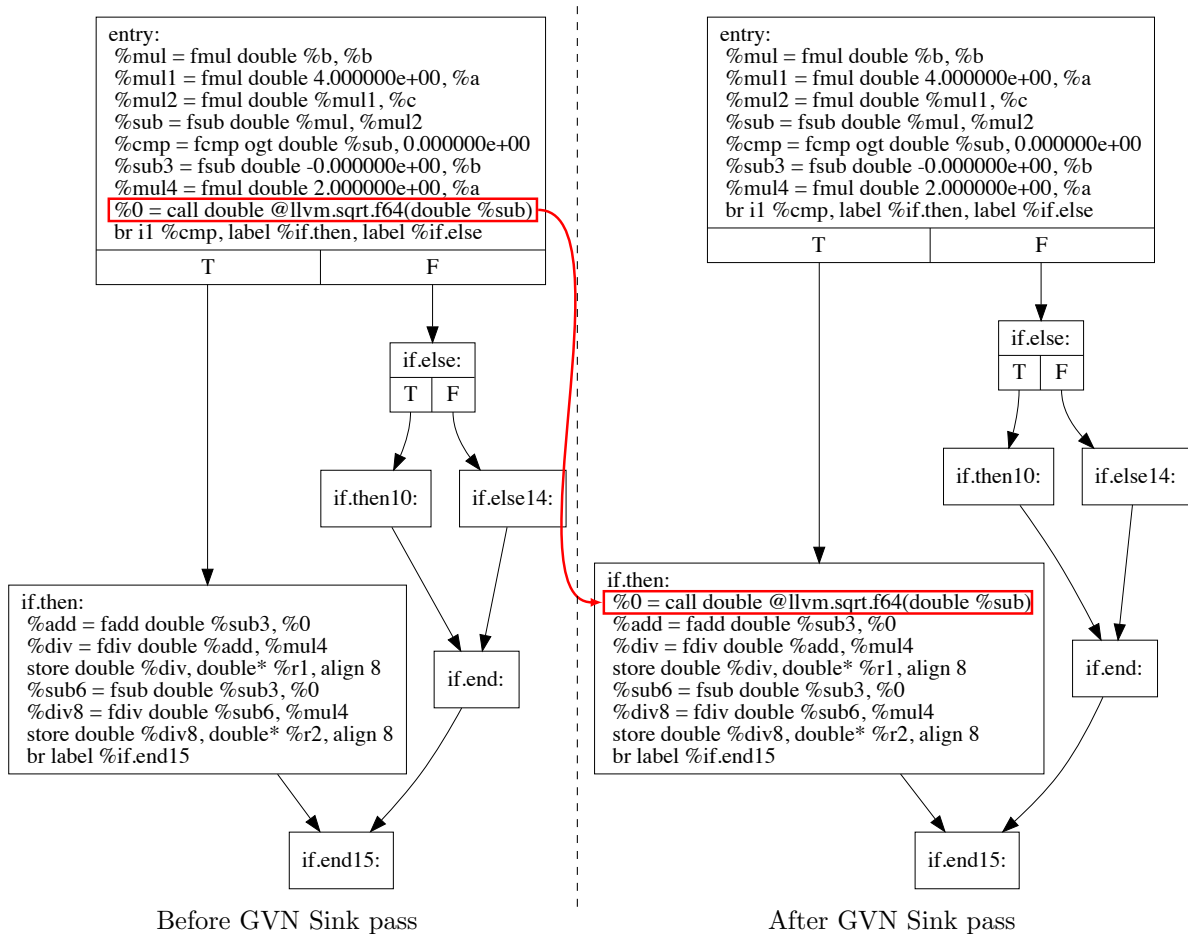 entry:
%mul = fmul double %b, %b
%mul1 = fmul double 4.000000e+00, %a
%mul2 = fmul double %mul1, %c
%sub = fsub double %mul, %mul2
%cmp = fcmp ogt double %sub, 0.000000e+00
%sub3 = fsub double -0.000000e+00, %b
%mul4 = fmul double 2.000000e+00, %a
%0 = call double @llvm.sqrt.f64(double %sub)
br i1 %cmp, label %if.then, label %if.else
T F
if.else:
T F
if.then10:
if.else14:
if.then:
%add = fadd double %sub3, %0
%div = fdiv double %add, %mul4
store double %div, double* %r1, align 8
%sub6 = fsub double %sub3, %0
%div8 = fdiv double %sub6, %mul4
store double %div8, double* %r2, align 8
br label %if.end15
if.end:
if.end15:
Before GVN Sink pass
entry:
%mul = fmul double %b, %b
%mul1 = fmul double 4.000000e+00, %a
%mul2 = fmul double %mul1, %c
%sub = fsub double %mul, %mul2
%cmp = fcmp ogt double %sub, 0.000000e+00
%sub3 = fsub double -0.000000e+00, %b
%mul4 = fmul double 2.000000e+00, %a
br i1 %cmp, label %if.then, label %if.else
T F
if.else:
T F
if.then10:
if.else14:
if.then:
%0 = call double @llvm.sqrt.f64(double %sub)
%add = fadd double %sub3, %0
%div = fdiv double %add, %mul4
store double %div, double* %r1, align 8
%sub6 = fsub double %sub3, %0
%div8 = fdiv double %sub6, %mul4
store double %div8, double* %r2, align 8
br label %if.end15
if.end:
if.end15:
After GVN Sink pass